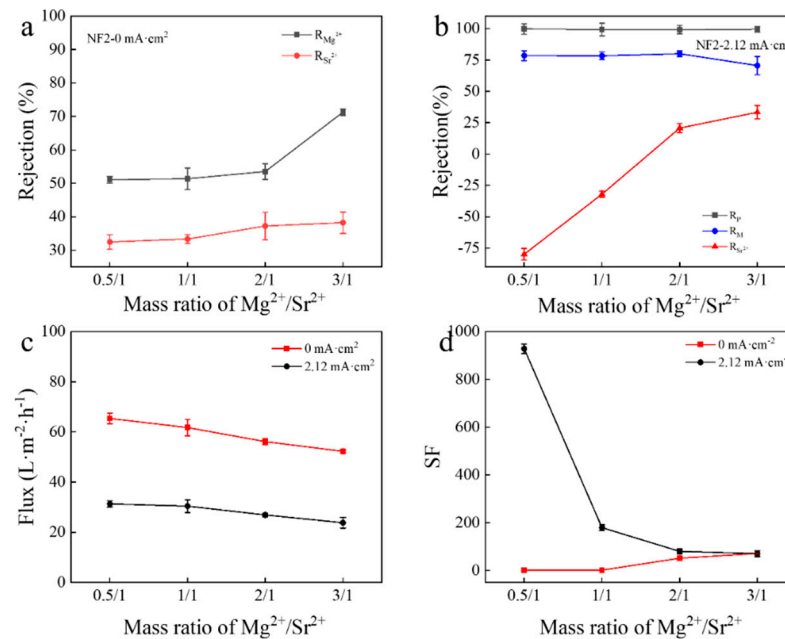 a
NF2-0 mA·cm²
R_Mg²⁺
R_Sr²⁺
100
90
80
70
60
50
40
30
Rejection (%)
0.5/1 1/1 2/1 3/1
Mass ratio of Mg²⁺/Sr²⁺
b
NF2-2.12 mA·cm
100
75
50
25
0
-25
-50
-75
Rejection(%)
R_P
R_M
R_Sr²⁺
0.5/1 1/1 2/1 3/1
Mass ratio of Mg²⁺/Sr²⁺
c
0 mA·cm²
2.12 mA·cm²
100
80
60
40
20
0
Flux (L·m⁻²·h⁻¹)
0.5/1 1/1 2/1 3/1
Mass ratio of Mg²⁺/Sr²⁺
d
0 mA·cm⁻²
2.12 mA·cm
1000
800
600
400
200
0
SF
0.5/1 1/1 2/1 3/1
Mass ratio of Mg²⁺/Sr²⁺